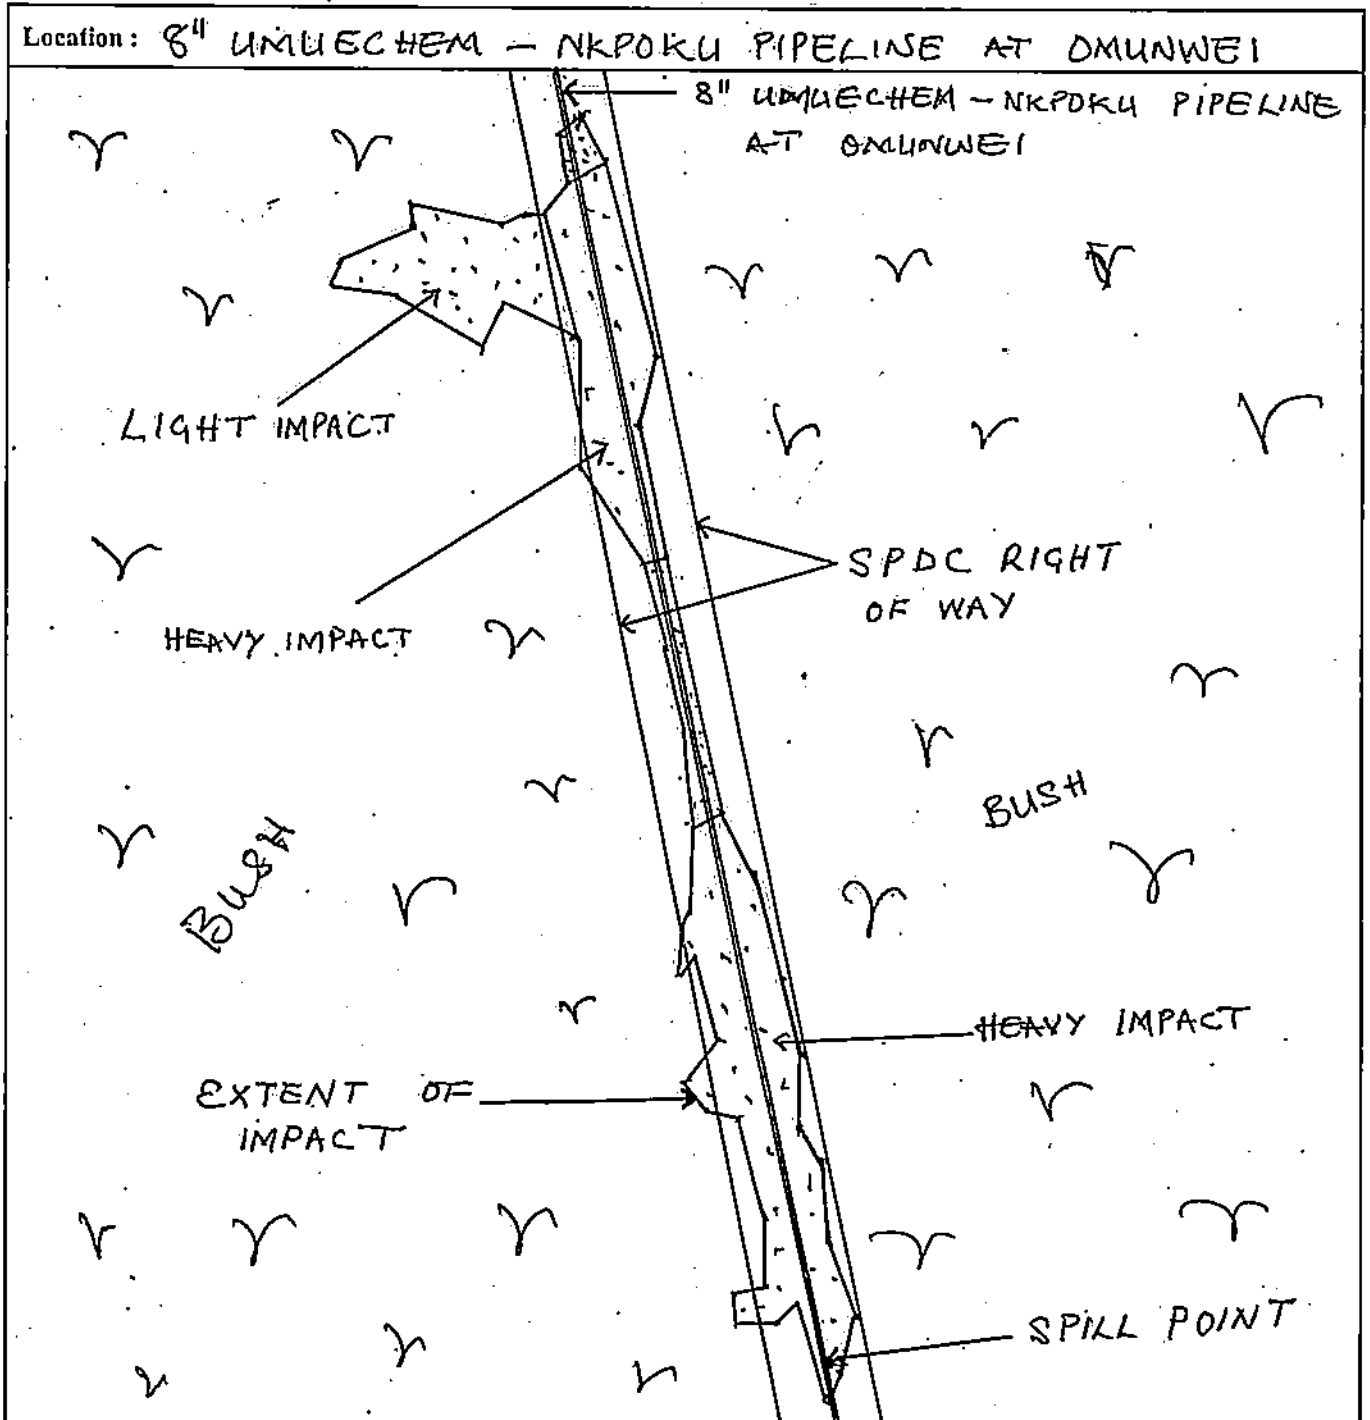 Location: 8" UMUECHEM - NKPOKU PIPELINE AT OMUNWEI
8" UMUECHEM - NKPOKU PIPELINE
AT OMUNWEI
LIGHT IMPACT
SPDC RIGHT
OF WAY
HEAVY IMPACT
BUSH
BUSH
HEAVY IMPACT
EXTENT OF
IMPACT
SPILL POINT